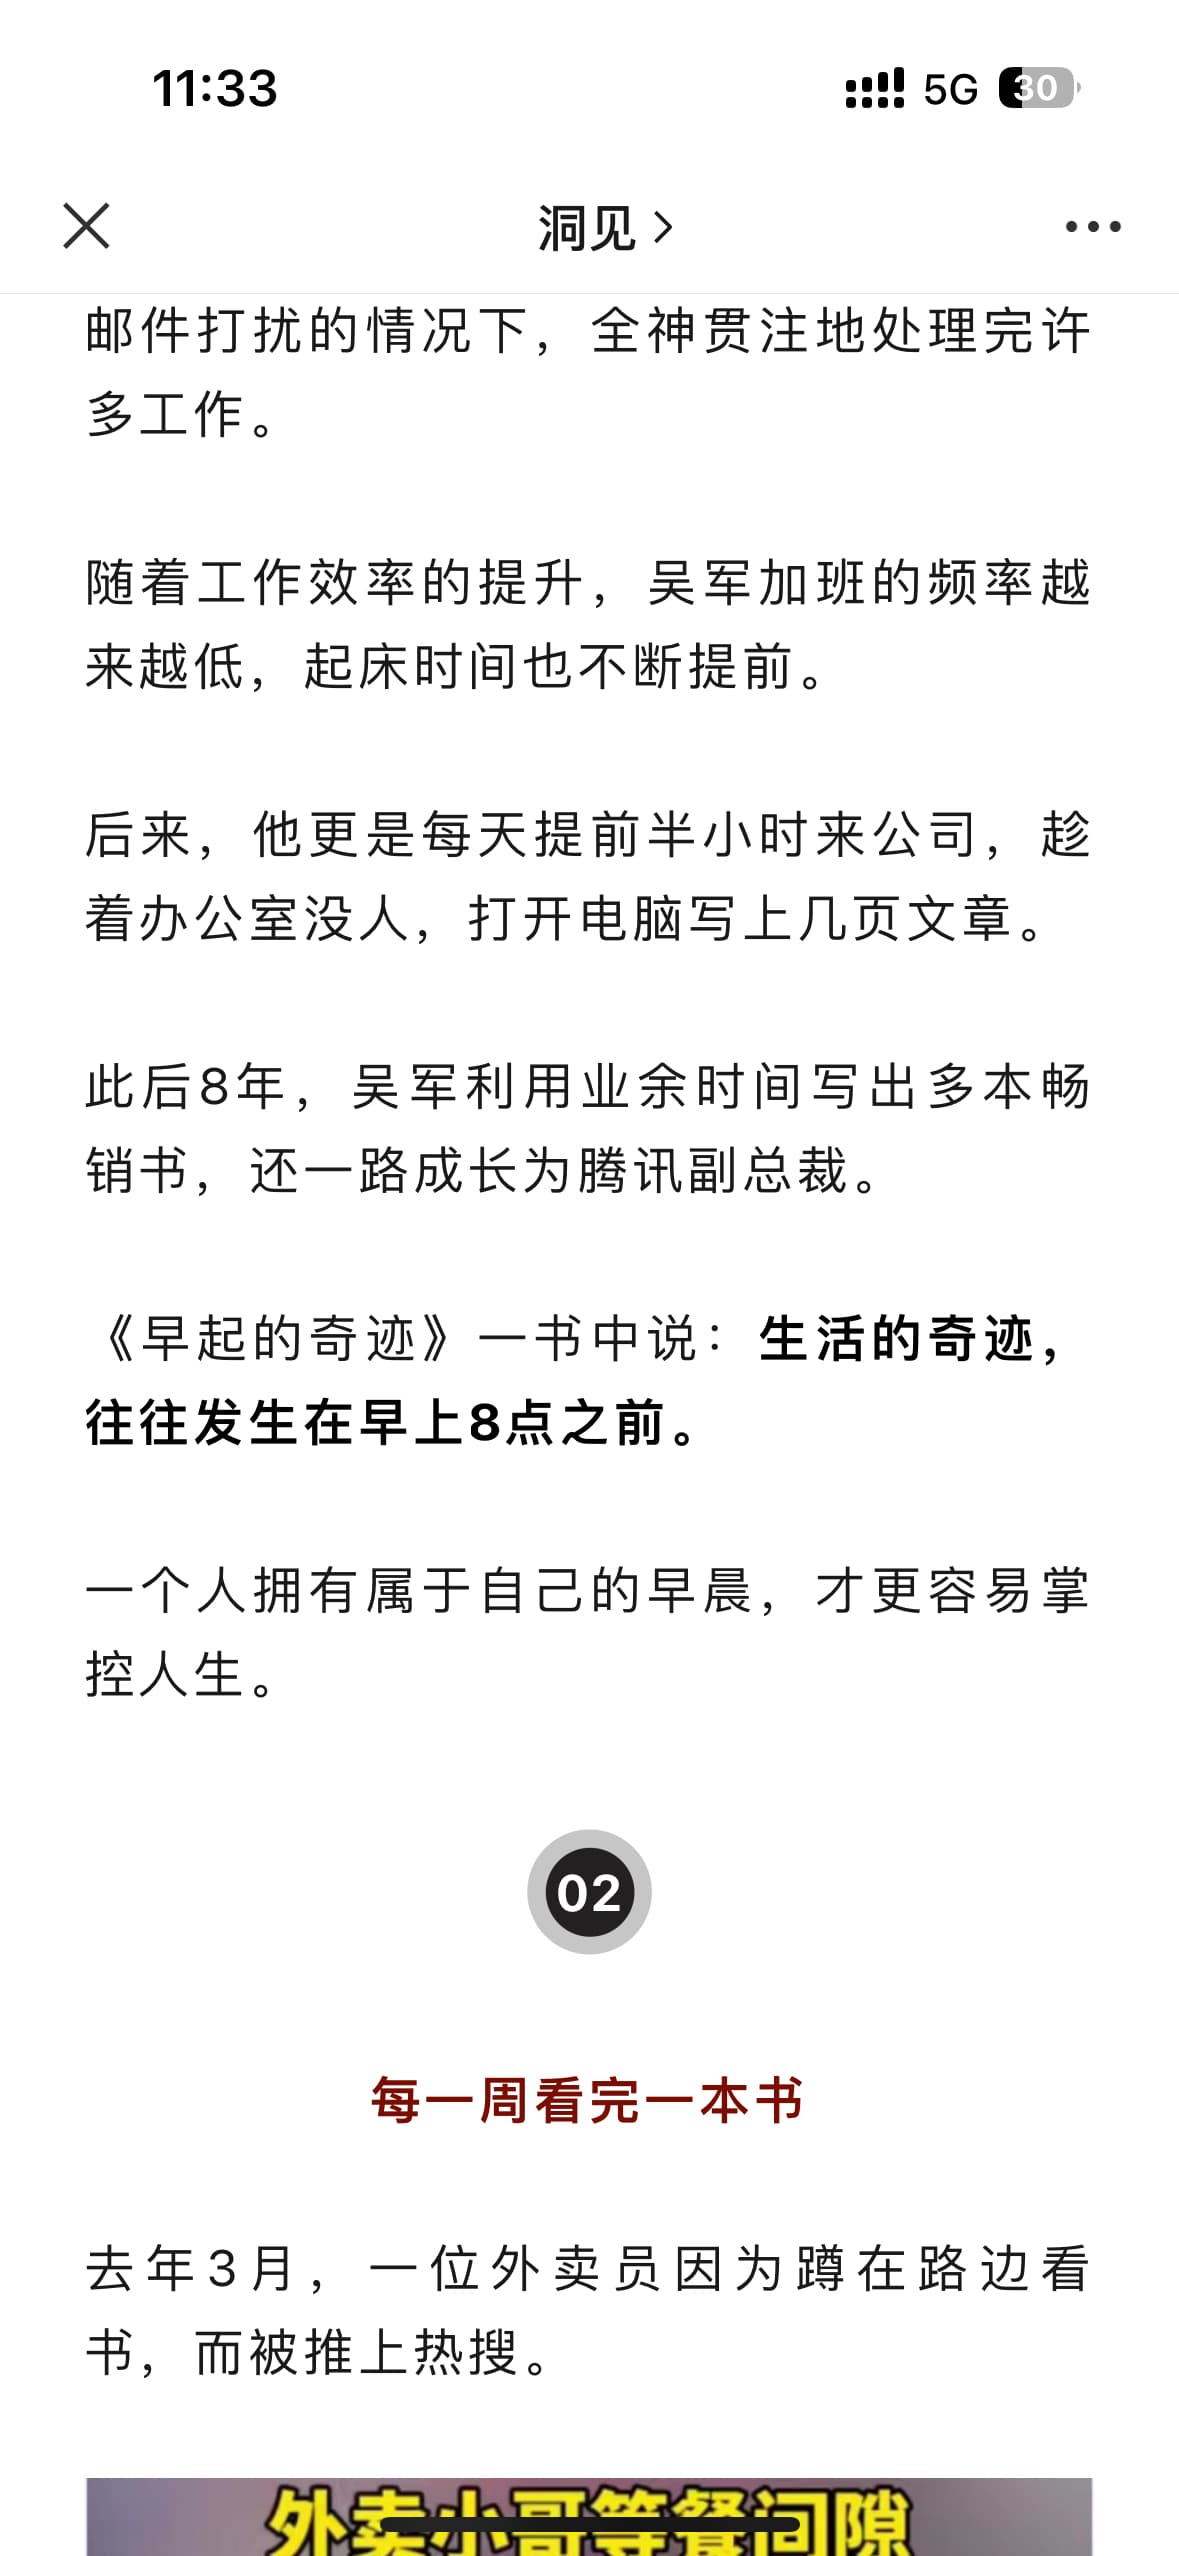 11:33
5G 30
洞见
邮件打扰的情况下，全神贯注地处理完许
多工作。
随着工作效率的提升，吴军加班的频率越
来越低，起床时间也不断提前。
后来，他更是每天提前半小时来公司，趁
着办公室没人，打开电脑写上几页文章。
此后8年，吴军利用业余时间写出多本畅
销书，还一路成长为腾讯副总裁。
《早起的奇迹》一书中说：生活的奇迹，
往往发生在早上8点之前。
一个人拥有属于自己的早晨，才更容易掌
控人生。
02
每一周看完一本书
去年3月，一位外卖员因为蹲在路边看
书，而被推上热搜。
外卖小哥等餐间隙